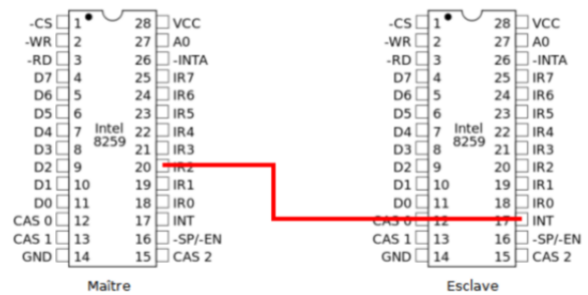 -CS 1 28 VCC
-WR 2 27 A0
-RD 3 26 -INTA
D7 4 25 IR7
D6 5 24 IR6
D5 6 23 IR5
D4 7 22 IR4
D3 8 21 IR3
D2 9 20 IR2
D1 10 19 IR1
D0 11 18 IR0
CAS 0 12 17 INT
CAS 1 13 16 -SP/-EN
GND 14 15 CAS 2
Intel
8259
Maître
-CS 1 28 VCC
-WR 2 27 A0
-RD 3 26 -INTA
D7 4 25 IR7
D6 5 24 IR6
D5 6 23 IR5
D4 7 22 IR4
D3 8 21 IR3
D2 9 20 IR2
D1 10 19 IR1
D0 11 18 IR0
CAS 0 12 17 INT
CAS 1 13 16 -SP/-EN
GND 14 15 CAS 2
Intel
8259
Esclave